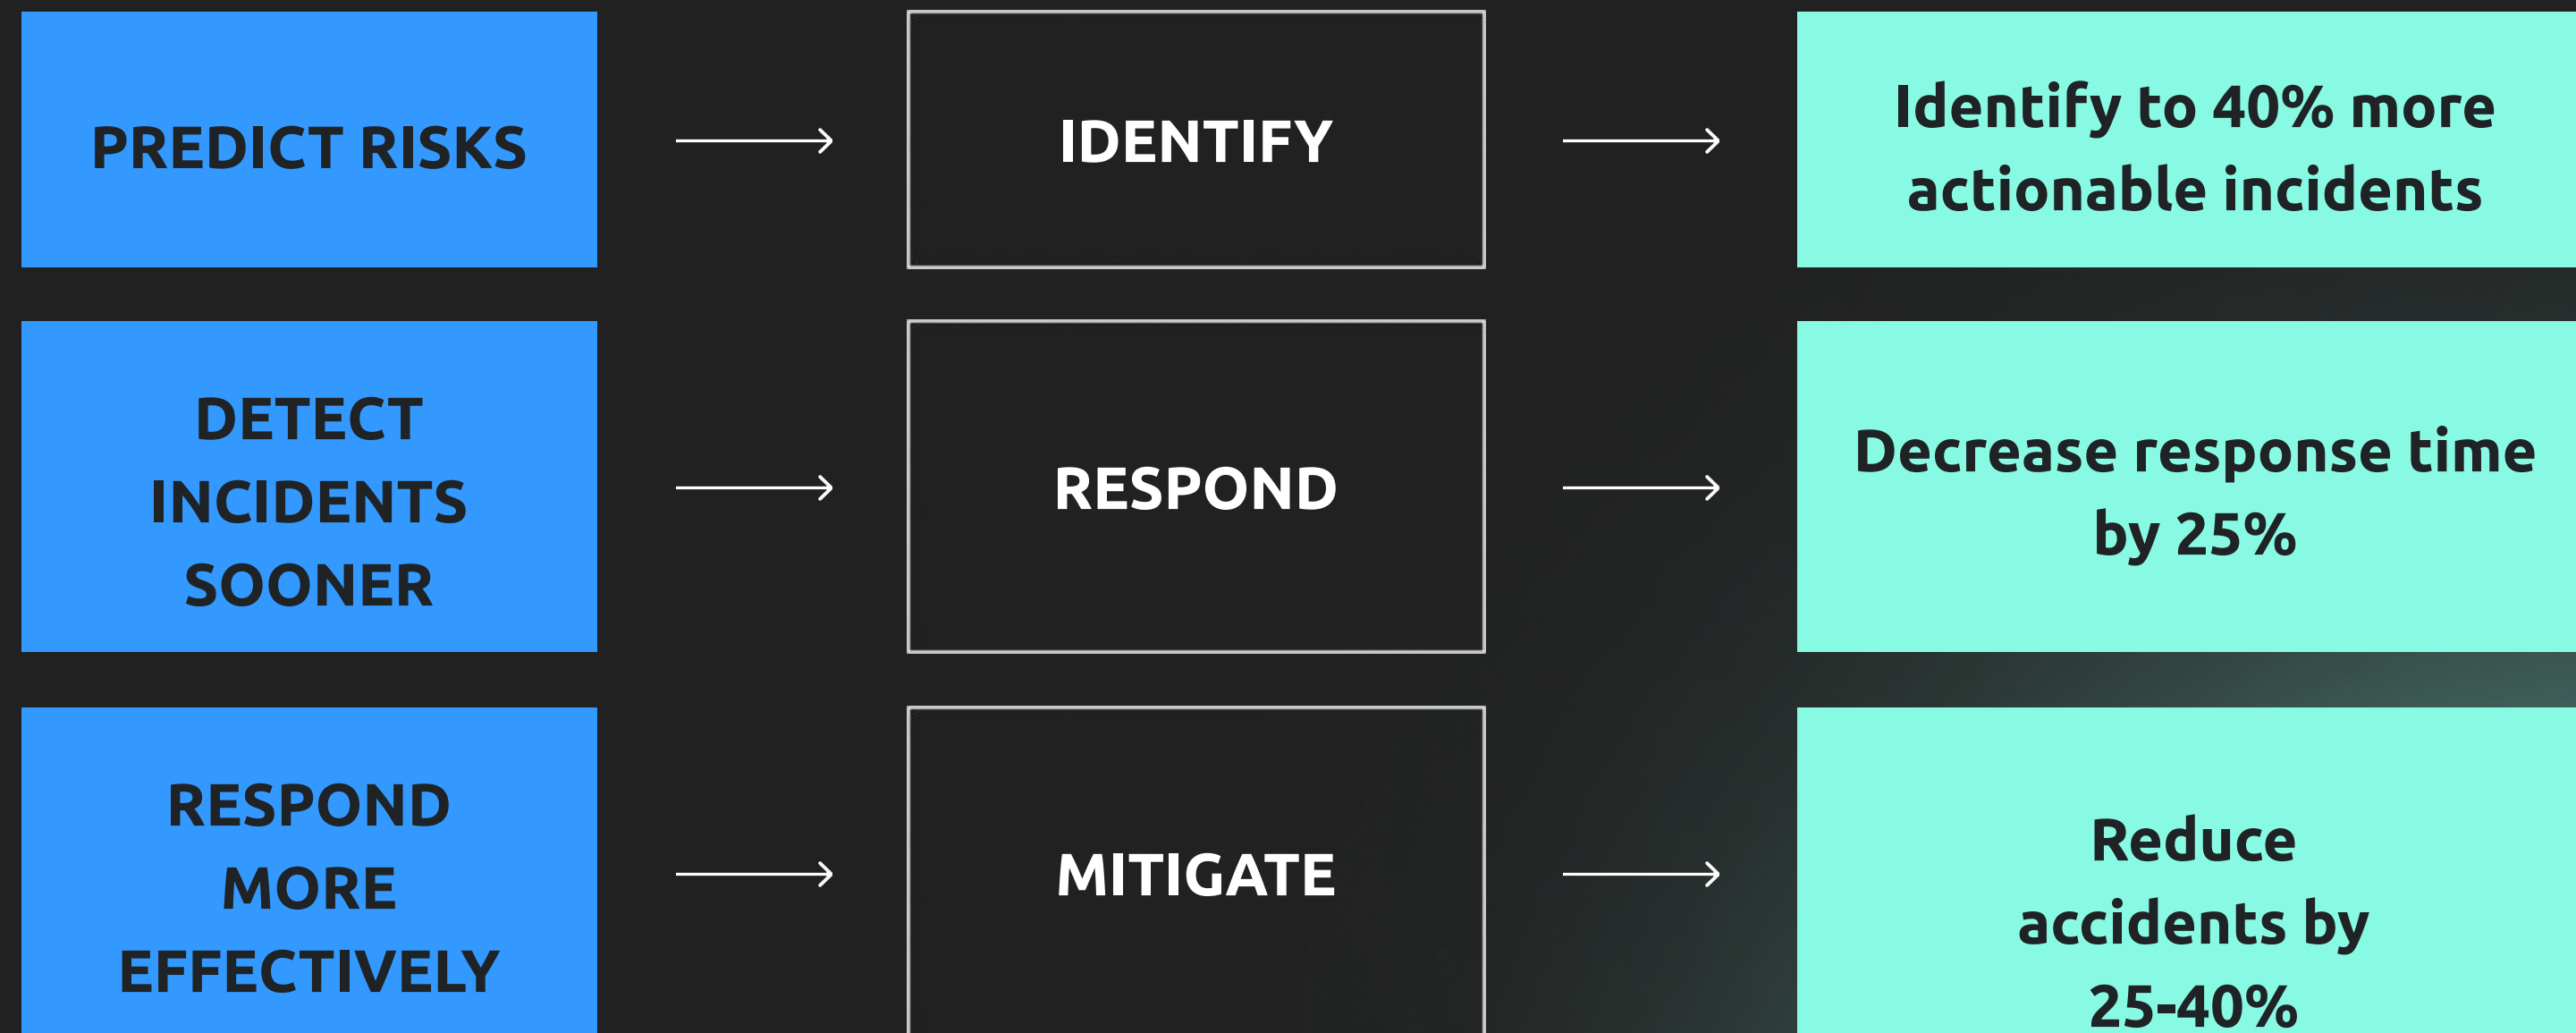 PREDICT RISKS
IDENTIFY
Identify to 40% more
actionable incidents
DETECT
INCIDENTS
SOONER
RESPOND
Decrease response time
by 25%
RESPOND
MORE
EFFECTIVELY
MITIGATE
Reduce
accidents by
25-40%